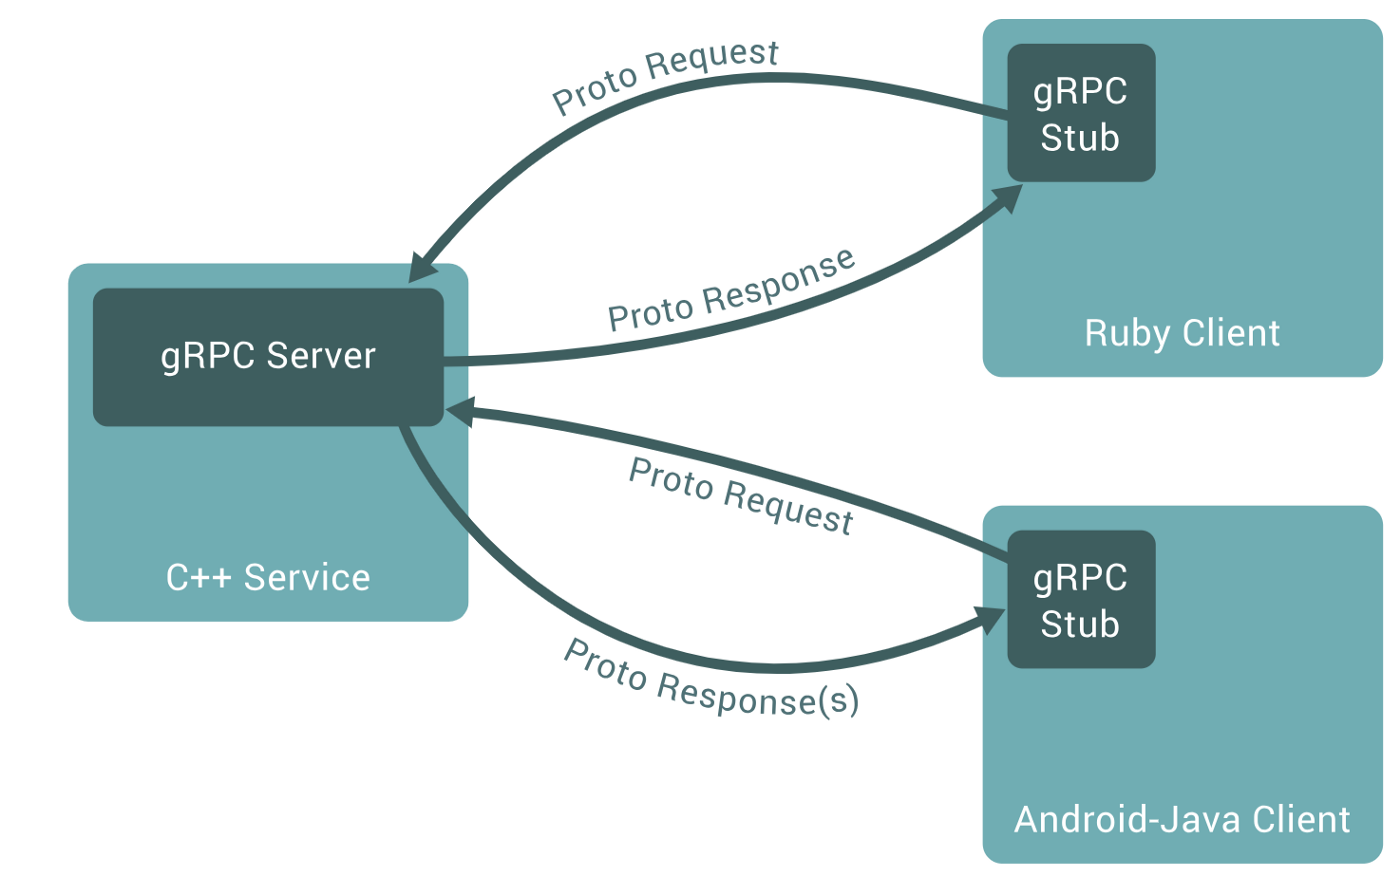 Proto Request
gRPC
Stub
Proto Response
Ruby Client
gRPC Server
C++ Service
Proto Request
gRPC
Stub
Proto Response(s)
Android-Java Client